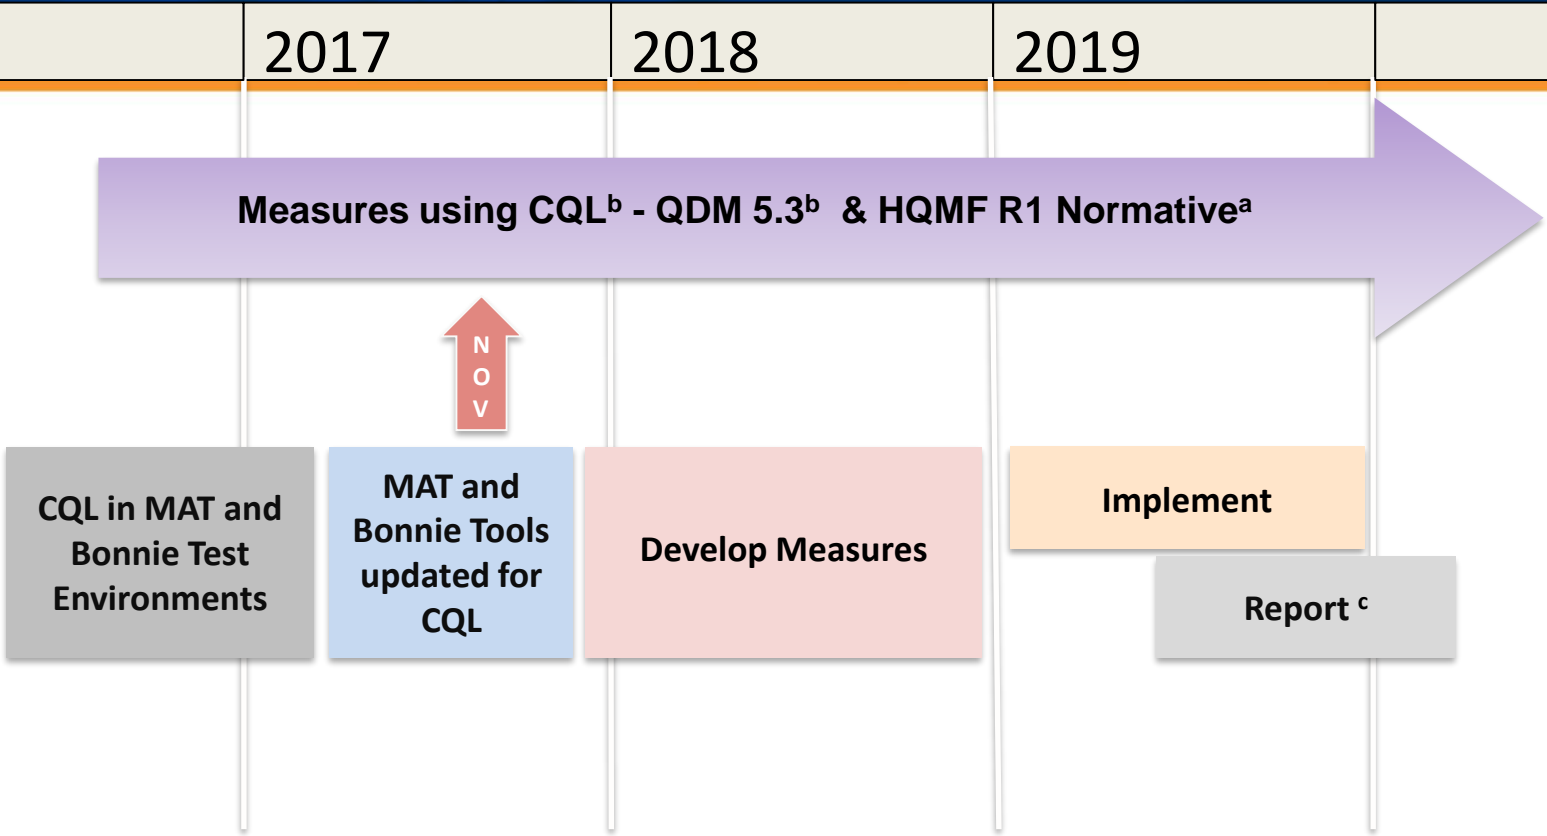 2017 2018 2019
Measures using CQLᵇ - QDM 5.3ᵇ & HQMF R1 Normativeᵃ
N
O
V
CQL in MAT and
Bonnie Test
Environments
MAT and
Bonnie Tools
updated for
CQL
Develop Measures
Implement
Report ᶜ